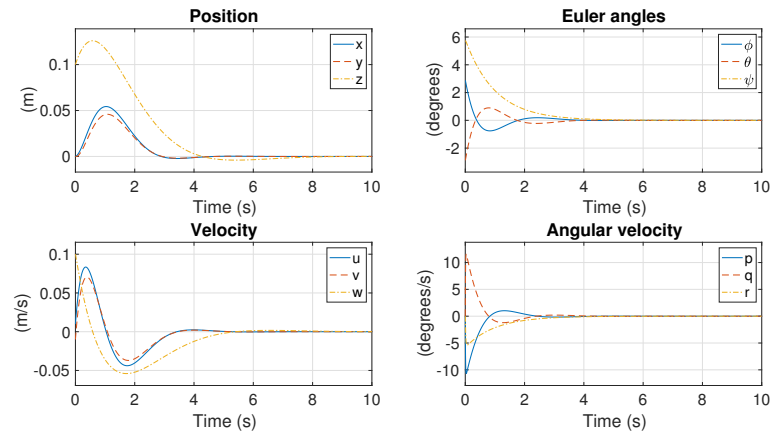 Position
0.1
0.05
0
(m)
0 2 4 6 8 10
Time (s)
x
y
z
Euler angles
6
4
2
0
-2
(degrees)
0 2 4 6 8 10
Time (s)
ϕ
θ
ψ
Velocity
0.1
0.05
0
-0.05
(m/s)
0 2 4 6 8 10
Time (s)
u
v
w
Angular velocity
10
5
0
-5
-10
(degrees/s)
0 2 4 6 8 10
Time (s)
p
q
r